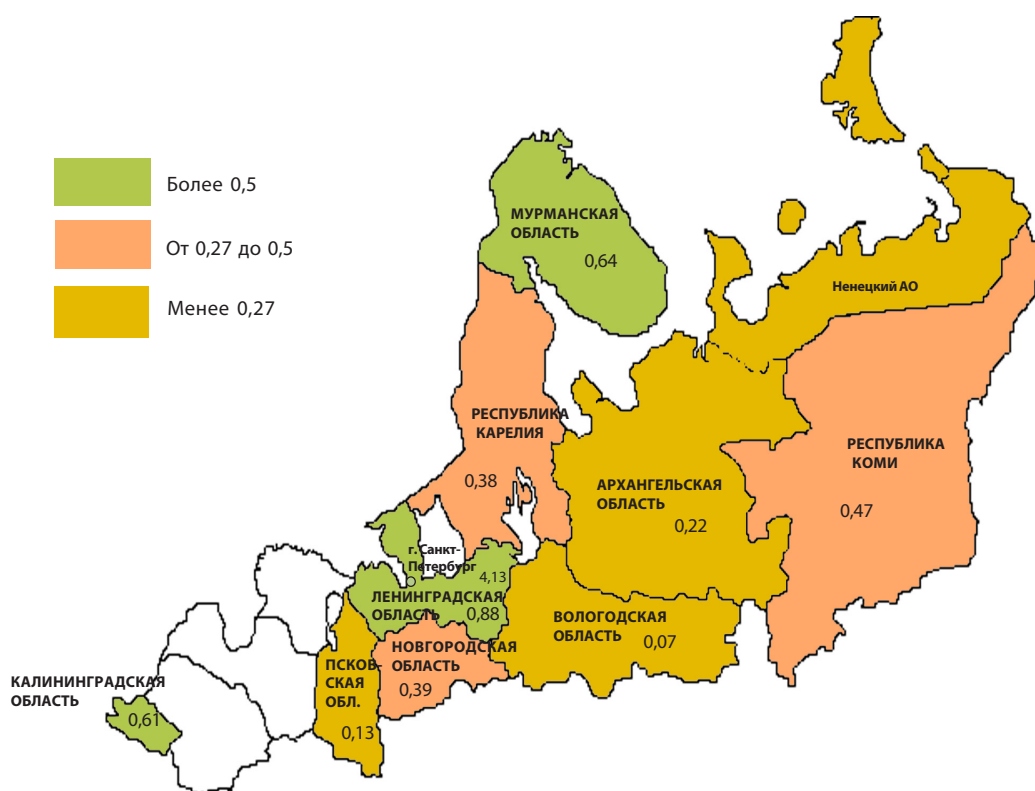 Более 0,5
От 0,27 до 0,5
Менее 0,27
МУРМАНСКАЯ
ОБЛАСТЬ
0,64
Ненецкий АО
РЕСПУБЛИКА
КАРЕЛИЯ
0,38
РЕСПУБЛИКА
КОМИ
0,47
АРХАНГЕЛЬСКАЯ
ОБЛАСТЬ
0,22
г. Санкт-
Петербург
4,13
ЛЕНИНГРАДСКАЯ
ОБЛАСТЬ
0,88
ВОЛОГОДСКАЯ
ОБЛАСТЬ
0,07
НОВГОРОДСКАЯ
ОБЛАСТЬ
0,39
ПСКОВ-
СКАЯ
ОБЛ.
0,13
КАЛИНИНГРАДСКАЯ
ОБЛАСТЬ
0,61